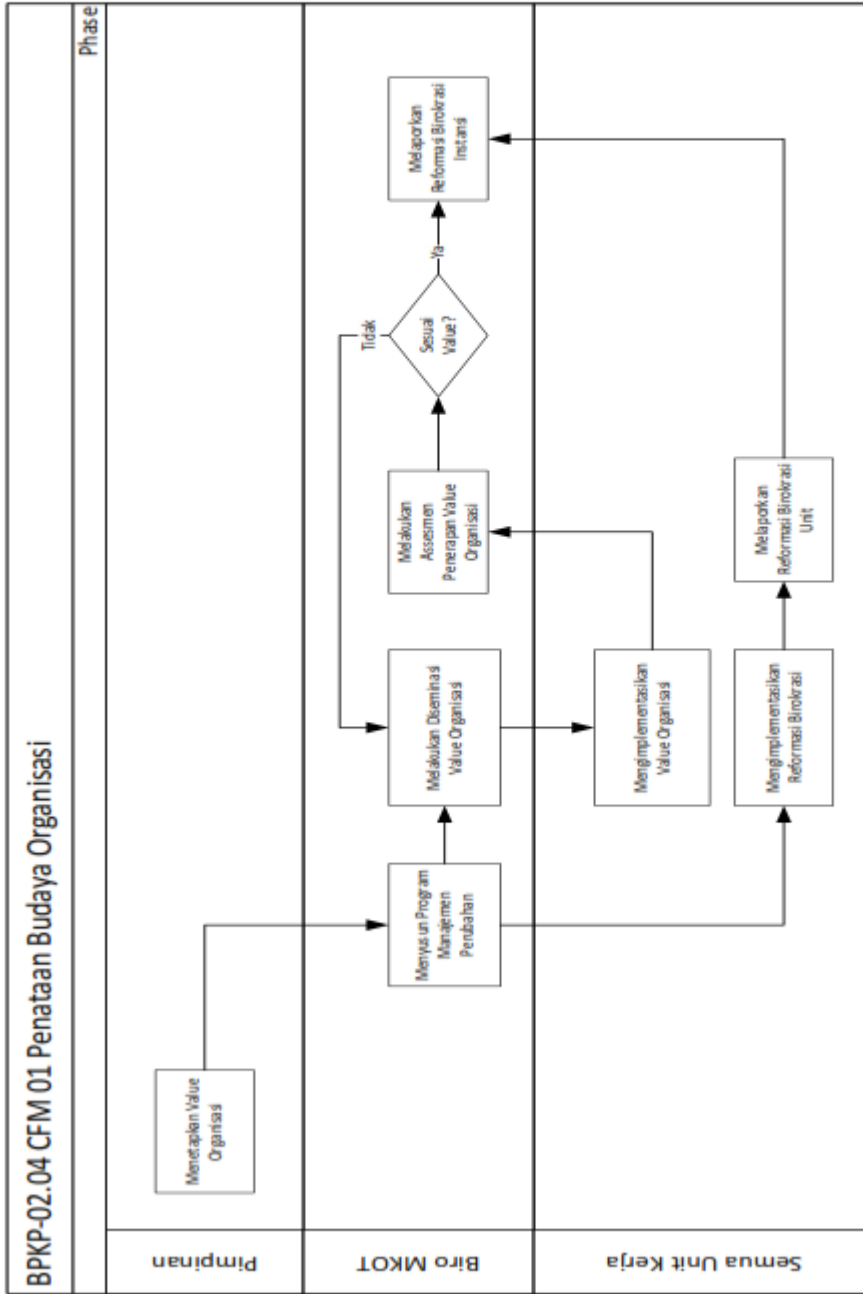 BPKP-02.04 CFM 01 Penataan Budaya Organisasi
Phase
Pimpinan
Menetapkan Value
Organisasi
Biro MKOT
Menyusun Program
Manajemen
Perubahan
Melakukan Diseminasi
Value Organisasi
Melakukan
Assesmen
Penerapan Value
Organisasi
Sesuai
Value?
Tidak
Ya
Melaporkan
Reformasi Birokrasi
Instansi
Semua Unit Kerja
Mengimplementasikan
Value Organisasi
Mengimplementasikan
Reformasi Birokrasi
Melaporkan
Reformasi Birokrasi
Unit